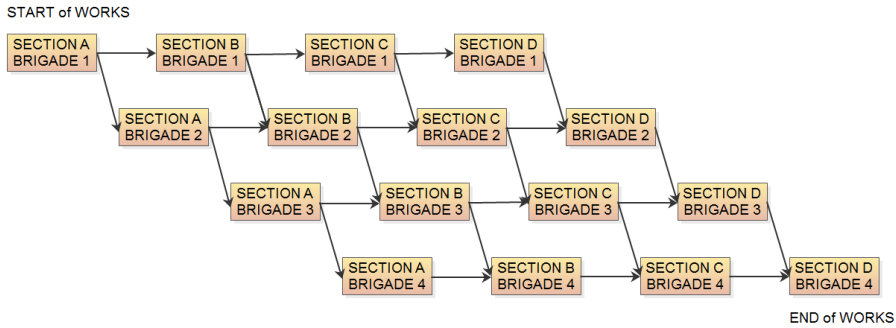 START of WORKS
SECTION A
BRIGADE 1
SECTION B
BRIGADE 1
SECTION C
BRIGADE 1
SECTION D
BRIGADE 1
SECTION A
BRIGADE 2
SECTION B
BRIGADE 2
SECTION C
BRIGADE 2
SECTION D
BRIGADE 2
SECTION A
BRIGADE 3
SECTION B
BRIGADE 3
SECTION C
BRIGADE 3
SECTION D
BRIGADE 3
SECTION A
BRIGADE 4
SECTION B
BRIGADE 4
SECTION C
BRIGADE 4
SECTION D
BRIGADE 4
END of WORKS